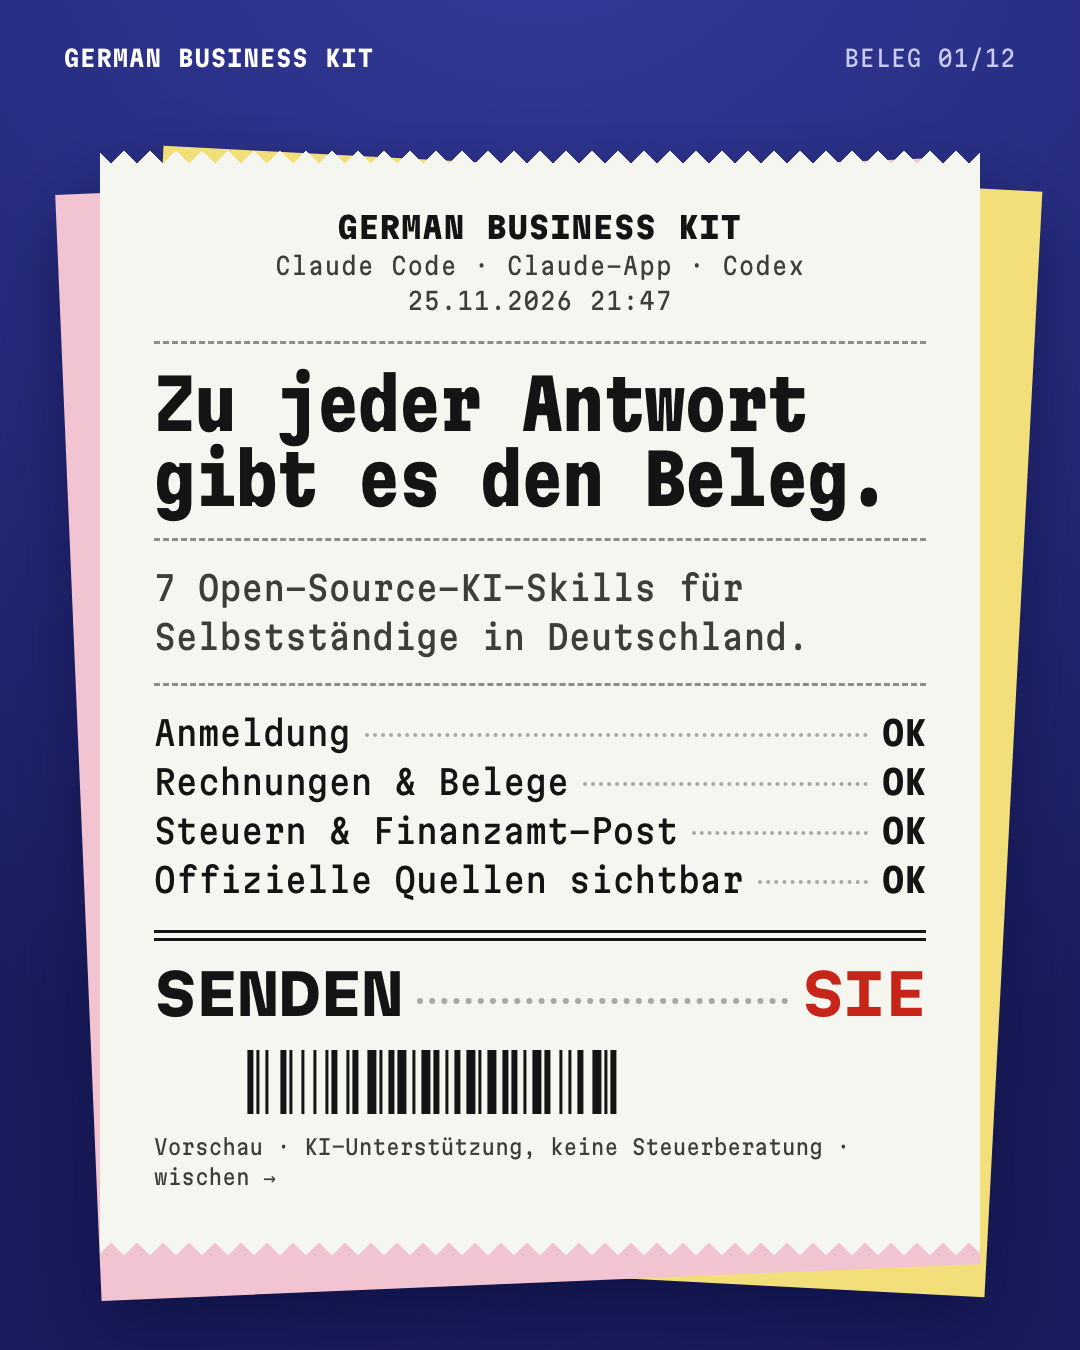 GERMAN BUSINESS KIT
BELEG 01/12
GERMAN BUSINESS KIT
Claude Code · Claude-App · Codex
25.11.2026 21:47
Zu jeder Antwort
gibt es den Beleg.
7 Open-Source-KI-Skills für
Selbstständige in Deutschland.
Anmeldung OK
Rechnungen & Belege OK
Steuern & Finanzamt-Post OK
Offizielle Quellen sichtbar OK
SENDEN SIE
Vorschau · KI-Unterstützung, keine Steuerberatung ·
wischen →